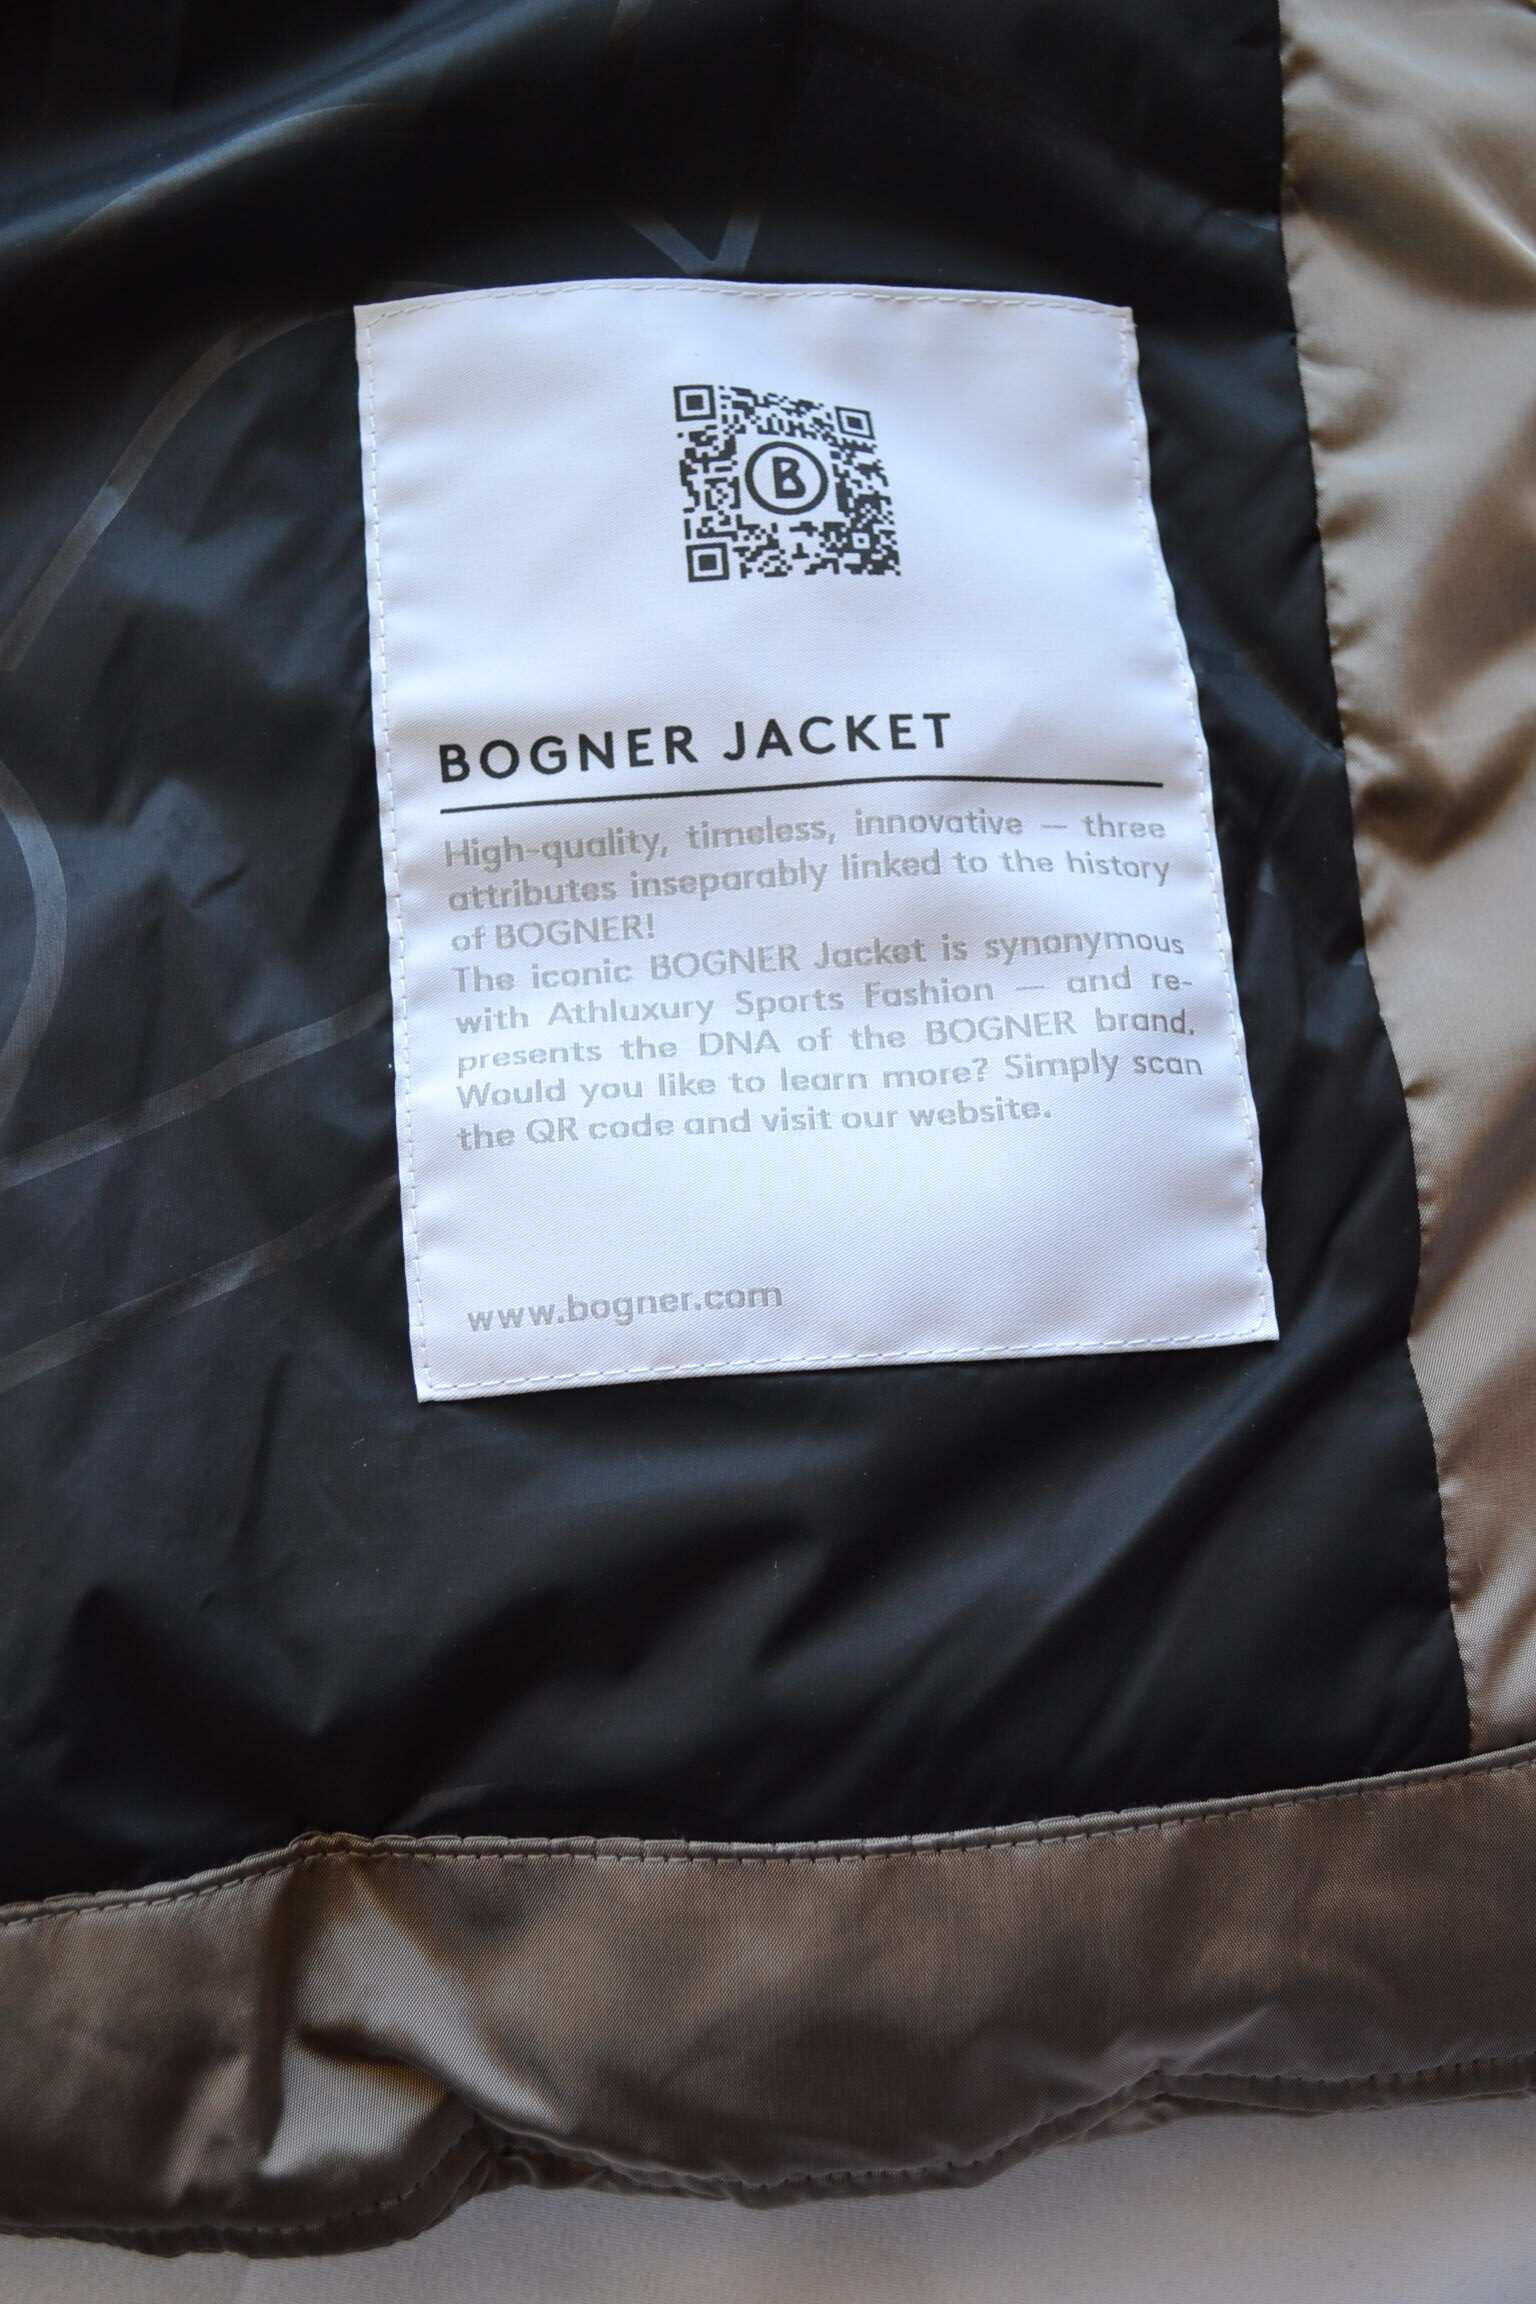 B
BOGNER JACKET
High-quality, timeless, innovative — three
attributes inseparably linked to the history
of BOGNER!
The iconic BOGNER Jacket is synonymous
with Athluxury Sports Fashion — and re-
presents the DNA of the BOGNER brand.
Would you like to learn more? Simply scan
the QR code and visit our website.
www.bogner.com